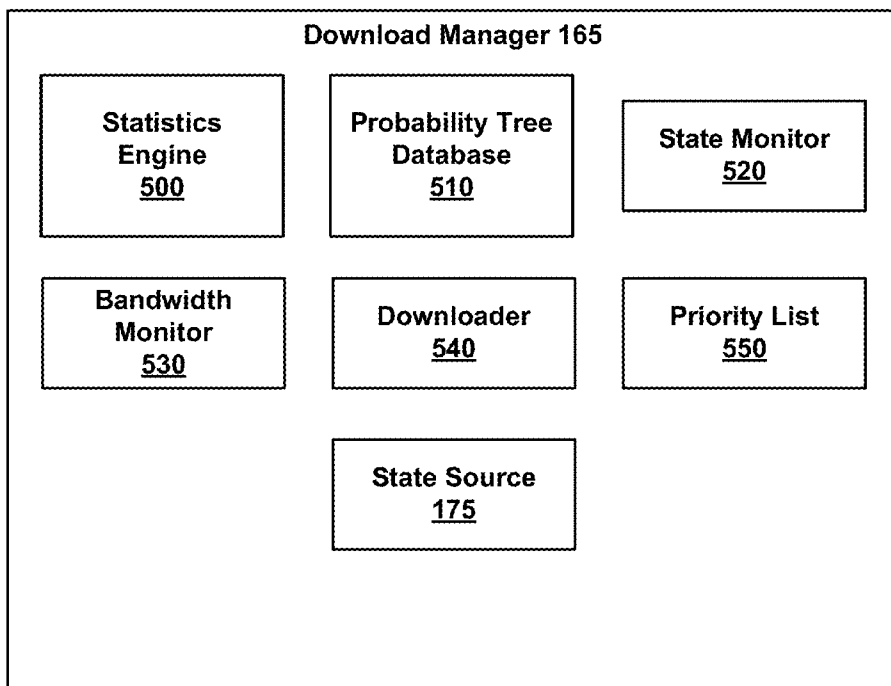 Download Manager 165
Statistics
Engine
500
Probability Tree
Database
510
State Monitor
520
Bandwidth
Monitor
530
Downloader
540
Priority List
550
State Source
175